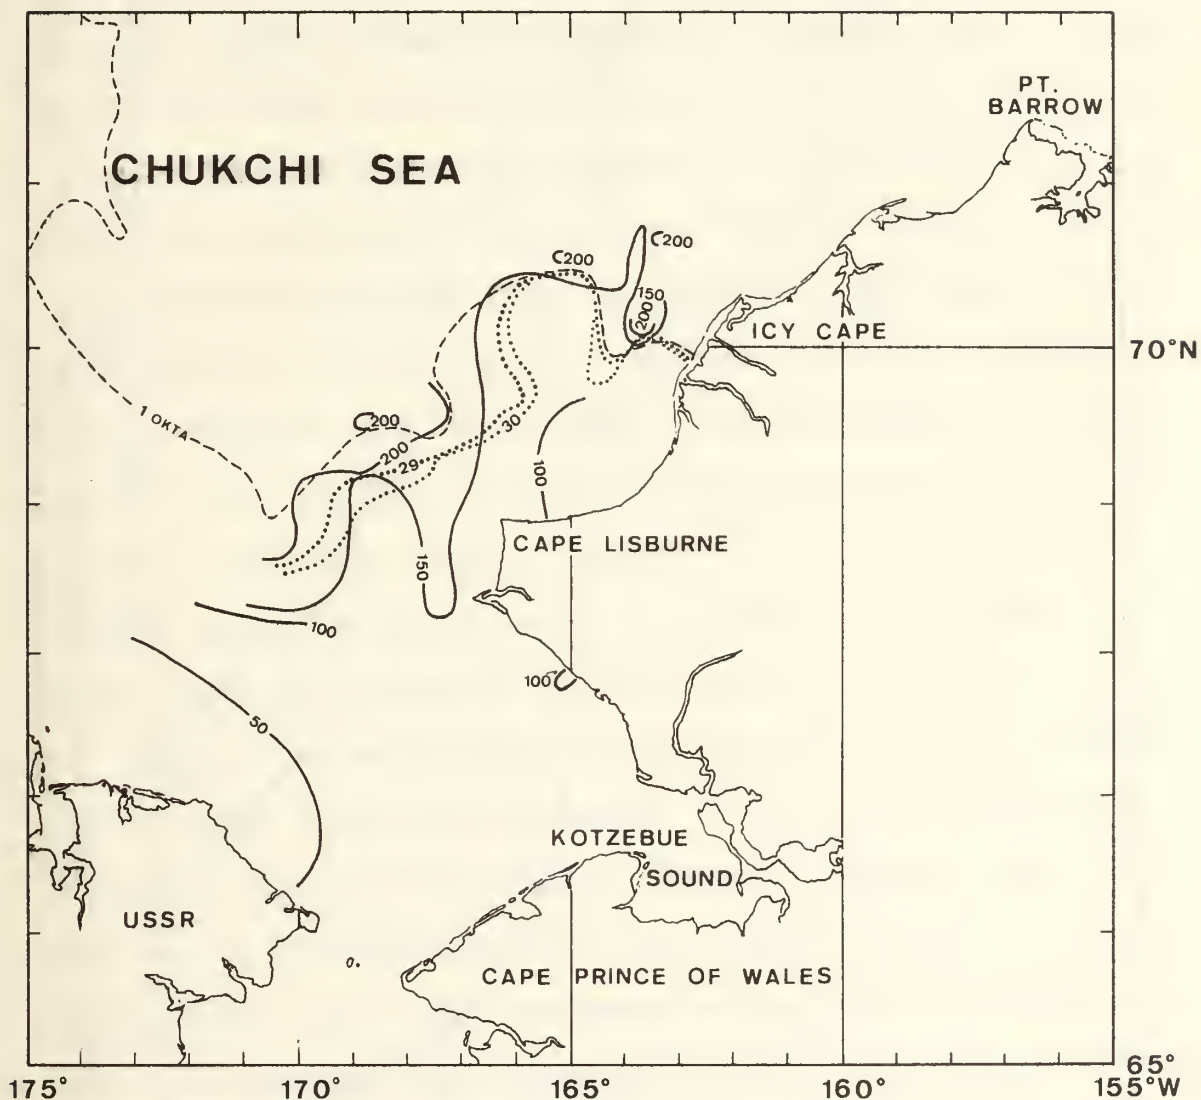 PT.
BARROW
CHUKCHI SEA
C200
C200
150
200
ICY CAPE
70°N
1 OKTA
C200
200
29
30
100
CAPE LISBURNE
150
100
100
50
KOTZEBUE
SOUND
USSR
CAPE PRINCE OF WALES
65°
175°
170°
165°
160°
155°W